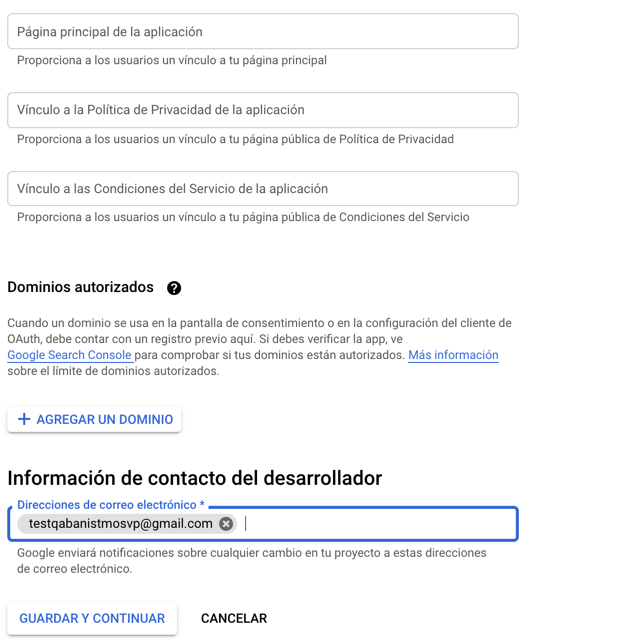 Página principal de la aplicación
Proporciona a los usuarios un vínculo a tu página principal
Vínculo a la Política de Privacidad de la aplicación
Proporciona a los usuarios un vínculo a tu página pública de Política de Privacidad
Vínculo a las Condiciones del Servicio de la aplicación
Proporciona a los usuarios un vínculo a tu página pública de Condiciones del Servicio
Dominios autorizados ?
Cuando un dominio se usa en la pantalla de consentimiento o en la configuración del cliente de
OAuth, debe contar con un registro previo aquí. Si debes verificar la app, ve
Google Search Console para comprobar si tus dominios están autorizados. Más información
sobre el límite de dominios autorizados.
+ AGREGAR UN DOMINIO
Información de contacto del desarrollador
Direcciones de correo electrónico *
testqabanistmosvp@gmail.com
Google enviará notificaciones sobre cualquier cambio en tu proyecto a estas direcciones
de correo electrónico.
GUARDAR Y CONTINUAR CANCELAR